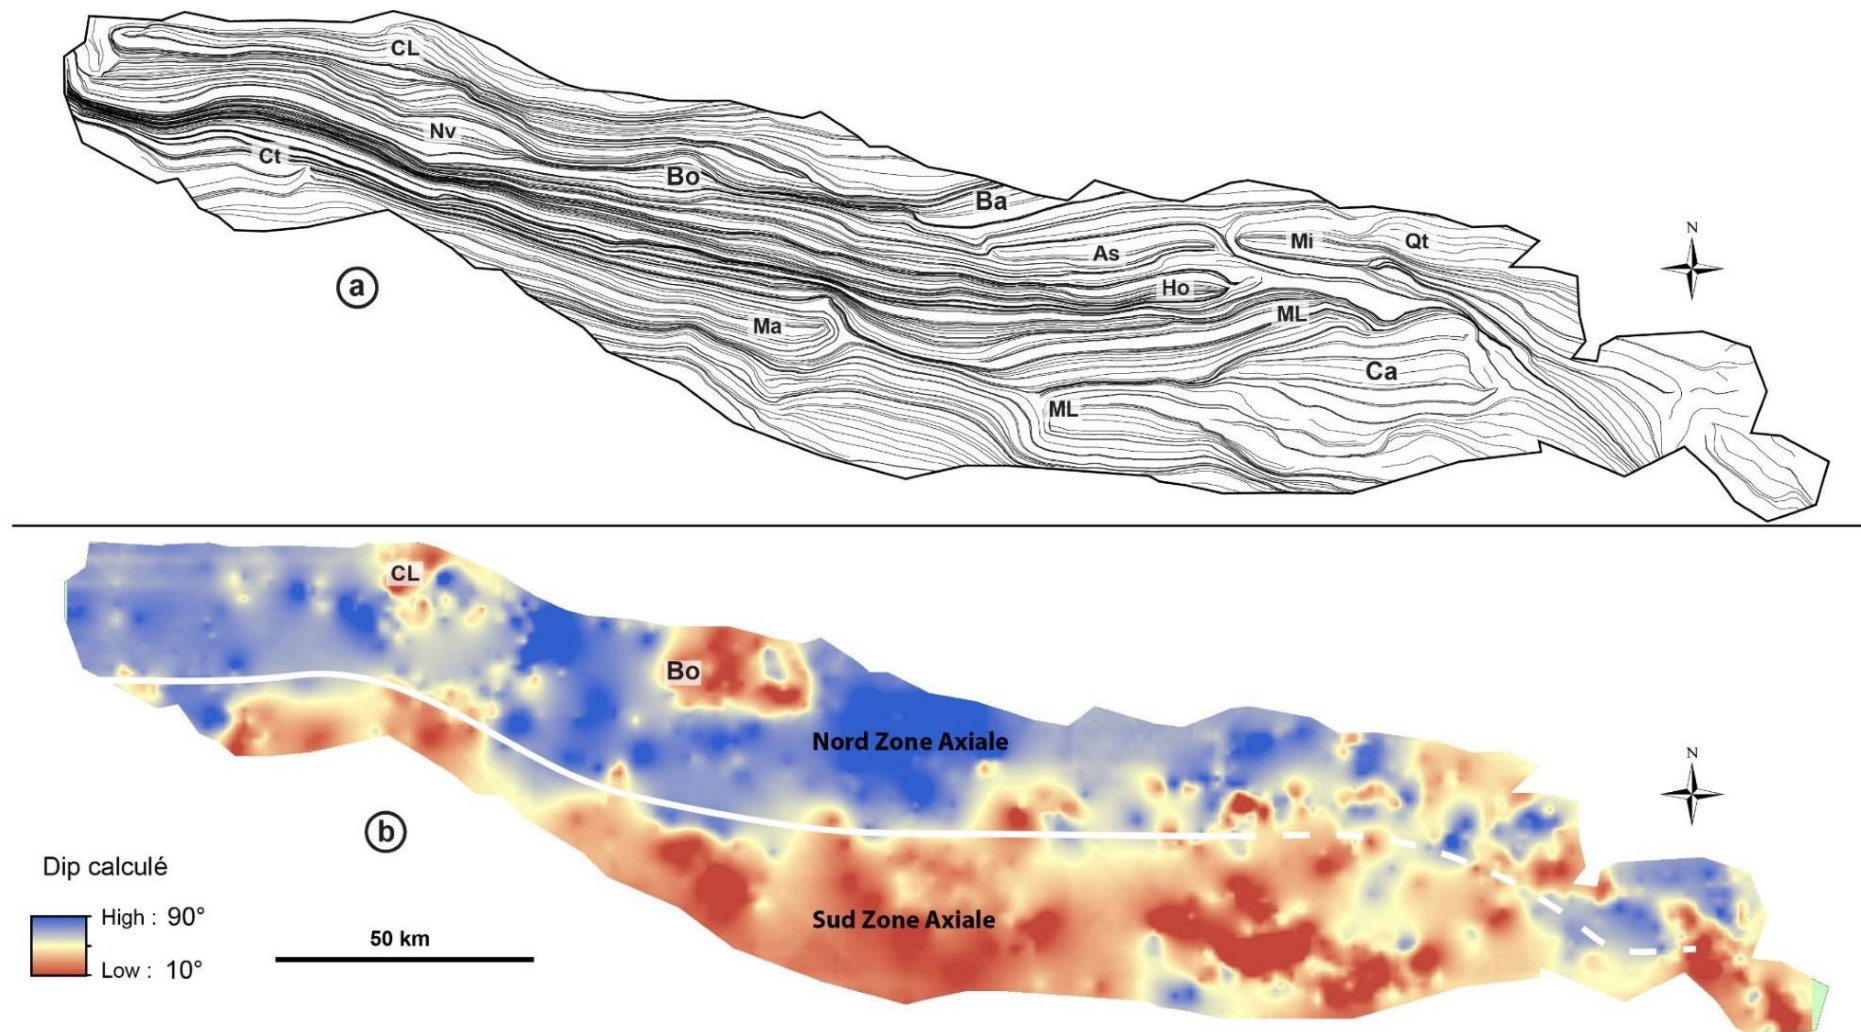 CL
Nv
Ct
Bo
Ba
As
Mi
Qt
Ho
Ma
ML
Ca
ML
N
a
CL
Bo
Nord Zone Axiale
N
b
Dip calculé
High : 90°
Low : 10°
50 km
Sud Zone Axiale